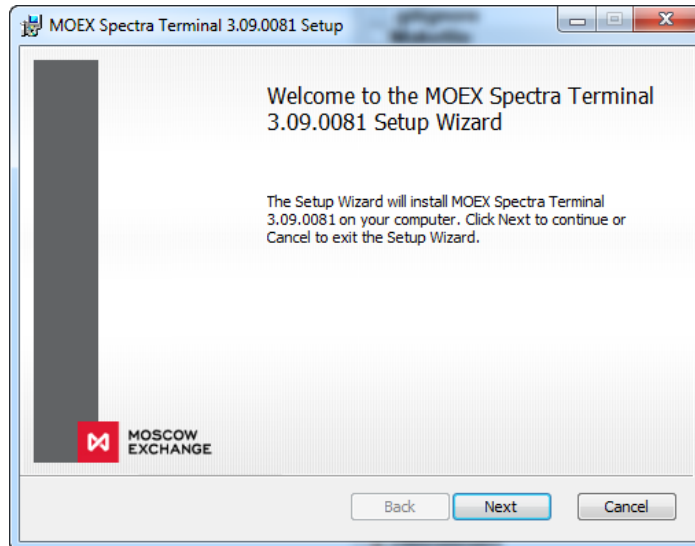 MOEX Spectra Terminal 3.09.0081 Setup
Welcome to the MOEX Spectra Terminal
3.09.0081 Setup Wizard
The Setup Wizard will install MOEX Spectra Terminal
3.09.0081 on your computer. Click Next to continue or
Cancel to exit the Setup Wizard.
MOSCOW
EXCHANGE
Back Next Cancel